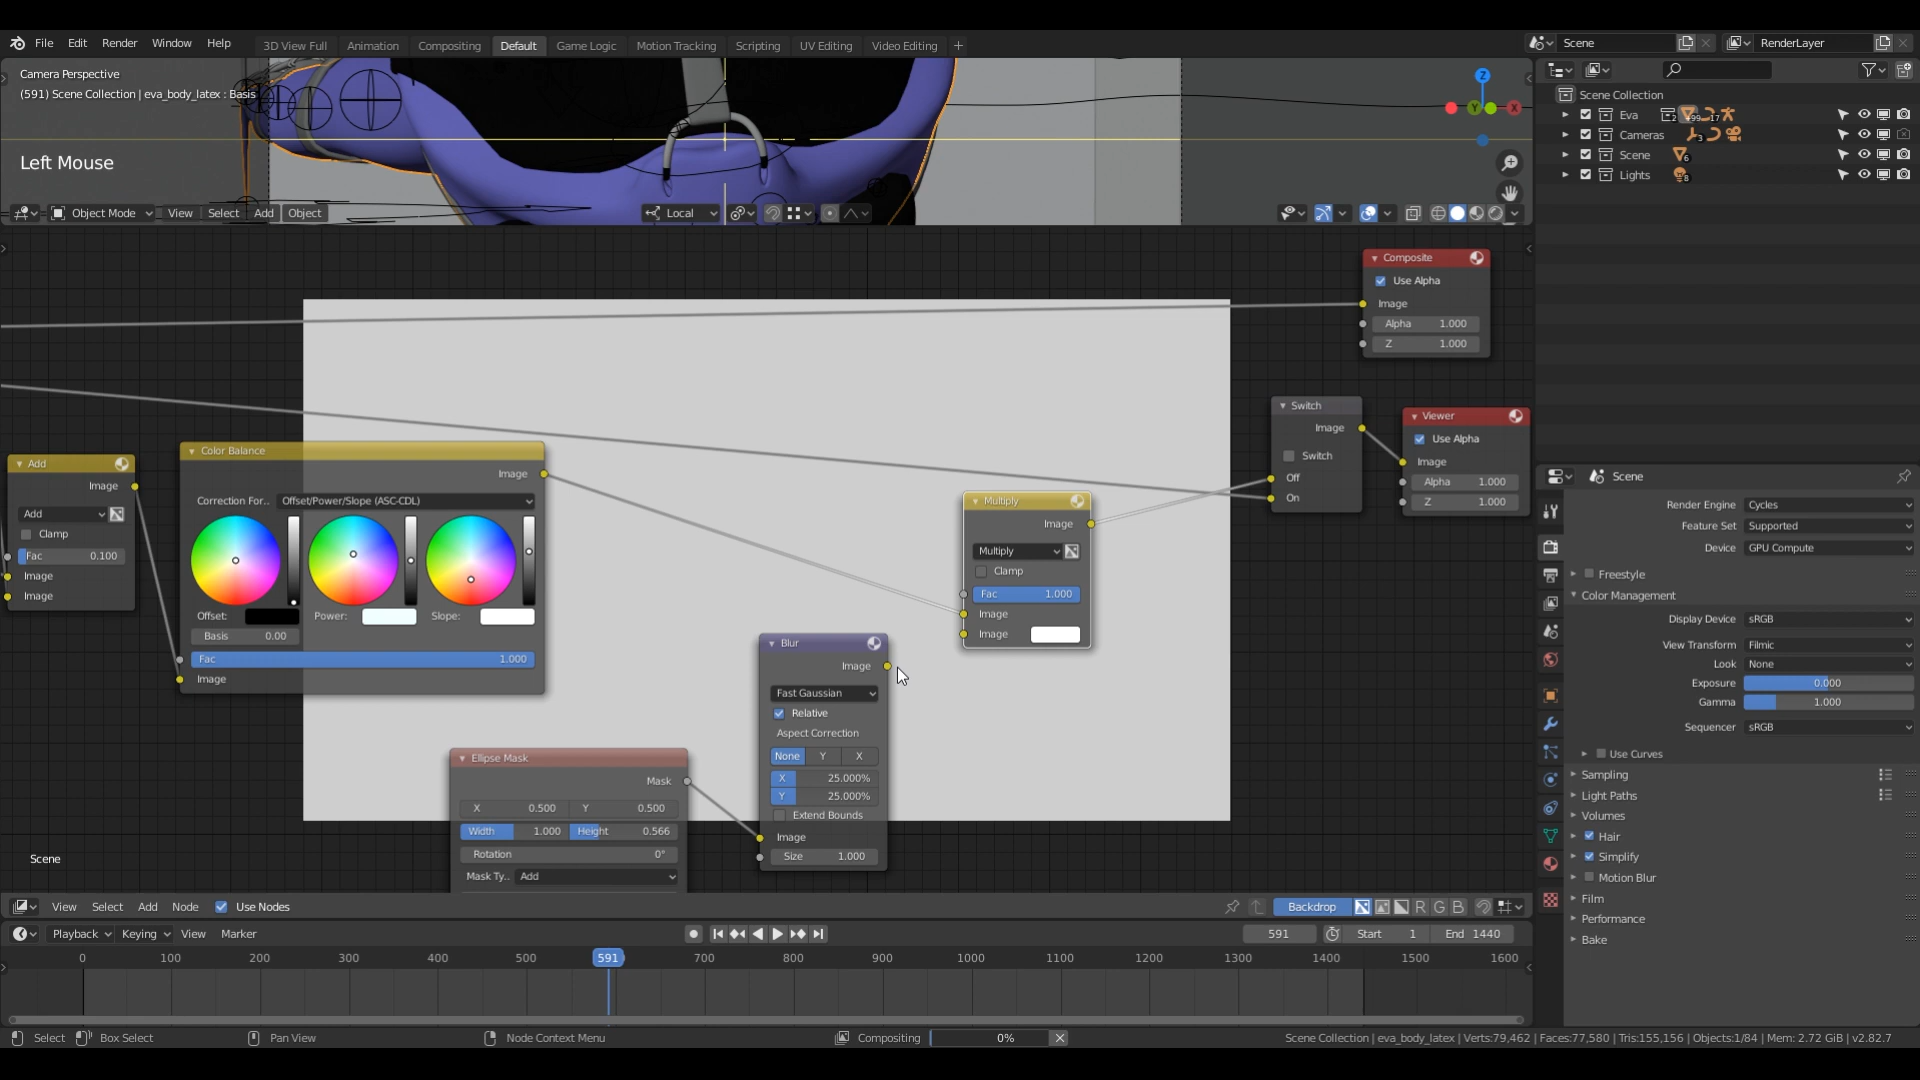 File Edit Render Window Help
3D View Full Animation Compositing Default Game Logic Motion Tracking Scripting UV Editing Video Editing +
Scene
RenderLayer
Camera Perspective
(591) Scene Collection | eva_body_latex : Basis
Left Mouse
Z
Y
X
Object Mode View Select Add Object
Local
Scene Collection
Eva 2 +99 17
Cameras 3
Scene 6
Lights 8
Composite
Use Alpha
Image
Alpha 1.000
Z 1.000
Switch
Image
Switch
Off
On
Viewer
Use Alpha
Image
Alpha 1.000
Z 1.000
Add
Image
Add
Clamp
Fac 0.100
Image
Image
Color Balance
Image
Correction For.. Offset/Power/Slope (ASC-CDL)
Offset: Power: Slope:
Basis 0.00
Fac 1.000
Image
Multiply
Image
Multiply
Clamp
Fac 1.000
Image
Image
Blur
Image
Fast Gaussian
Relative
Aspect Correction
None Y X
X 25.000%
Y 25.000%
Extend Bounds
Image
Size 1.000
Ellipse Mask
Mask
X 0.500 Y 0.500
Width 1.000 Height 0.566
Rotation 0°
Mask Ty.. Add
Scene
View Select Add Node Use Nodes
Backdrop R G B
Playback Keying View Marker
591 Start 1 End 1440
0 100 200 300 400 500 591 700 800 900 1000 1100 1200 1300 1400 1500 1600
Scene
Render Engine Cycles
Feature Set Supported
Device GPU Compute
Freestyle
Color Management
Display Device sRGB
View Transform Filmic
Look None
Exposure 0.000
Gamma 1.000
Sequencer sRGB
Use Curves
Sampling
Light Paths
Volumes
Hair
Simplify
Motion Blur
Film
Performance
Bake
Select Box Select Pan View Node Context Menu Compositing 0% Scene Collection | eva_body_latex | Verts:79,462 | Faces:77,580 | Tris:155,156 | Objects:1/84 | Mem: 2.72 GiB | v2.82.7